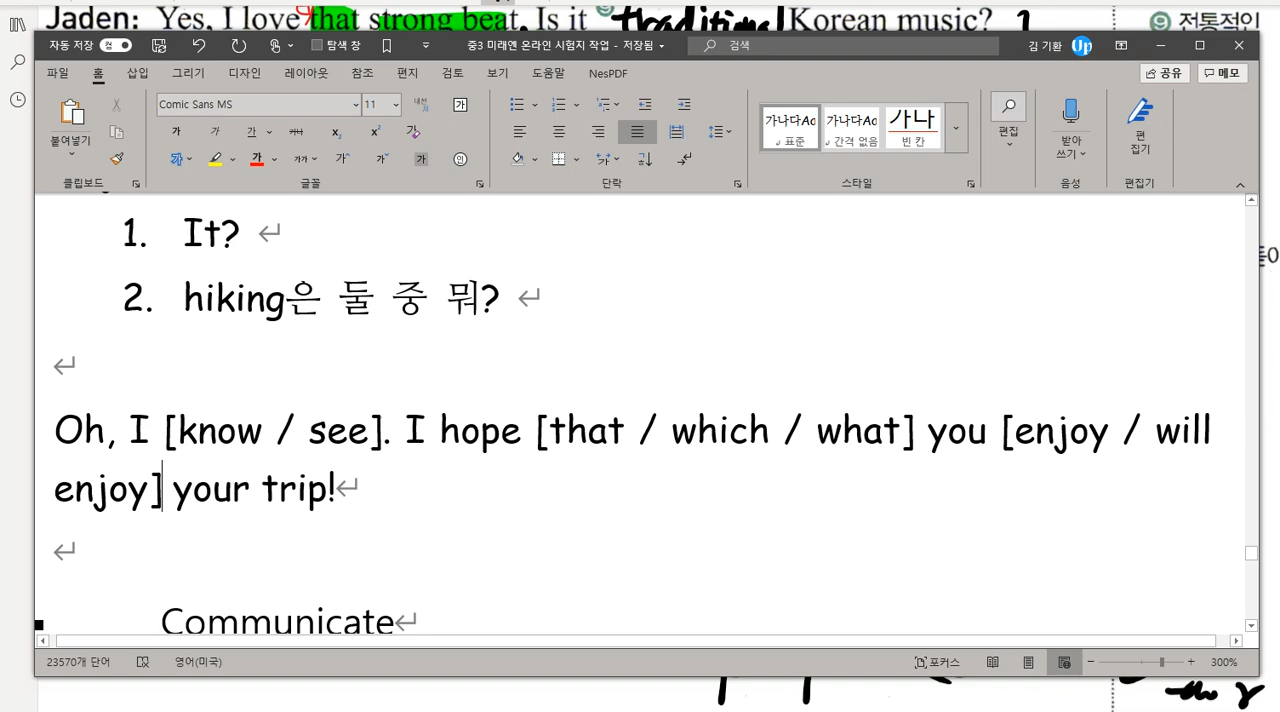 Jaden: Yes, I love that strong beat. Is it traditional Korean music?
⑨ 전통적인
자동 저장
탐색 창
중3 미래엔 온라인 시험지 작업 - 저장됨
검색
김 기환
Up
파일 홈 삽입 그리기 디자인 레이아웃 참조 편지 검토 보기 도움말 NesPDF
공유 메모
붙여넣기
Comic Sans MS 11
가나다 표준
가나다 간격 없음
가나 빈 칸
편집
받아쓰기
편집기
클립보드 글꼴 단락 스타일 음성 편집기
1. It?
2. hiking은 둘 중 뭐?
Oh, I [know / see]. I hope [that / which / what] you [enjoy / will
enjoy] your trip!
Communicate
23570개 단어 영어(미국) 포커스 300%